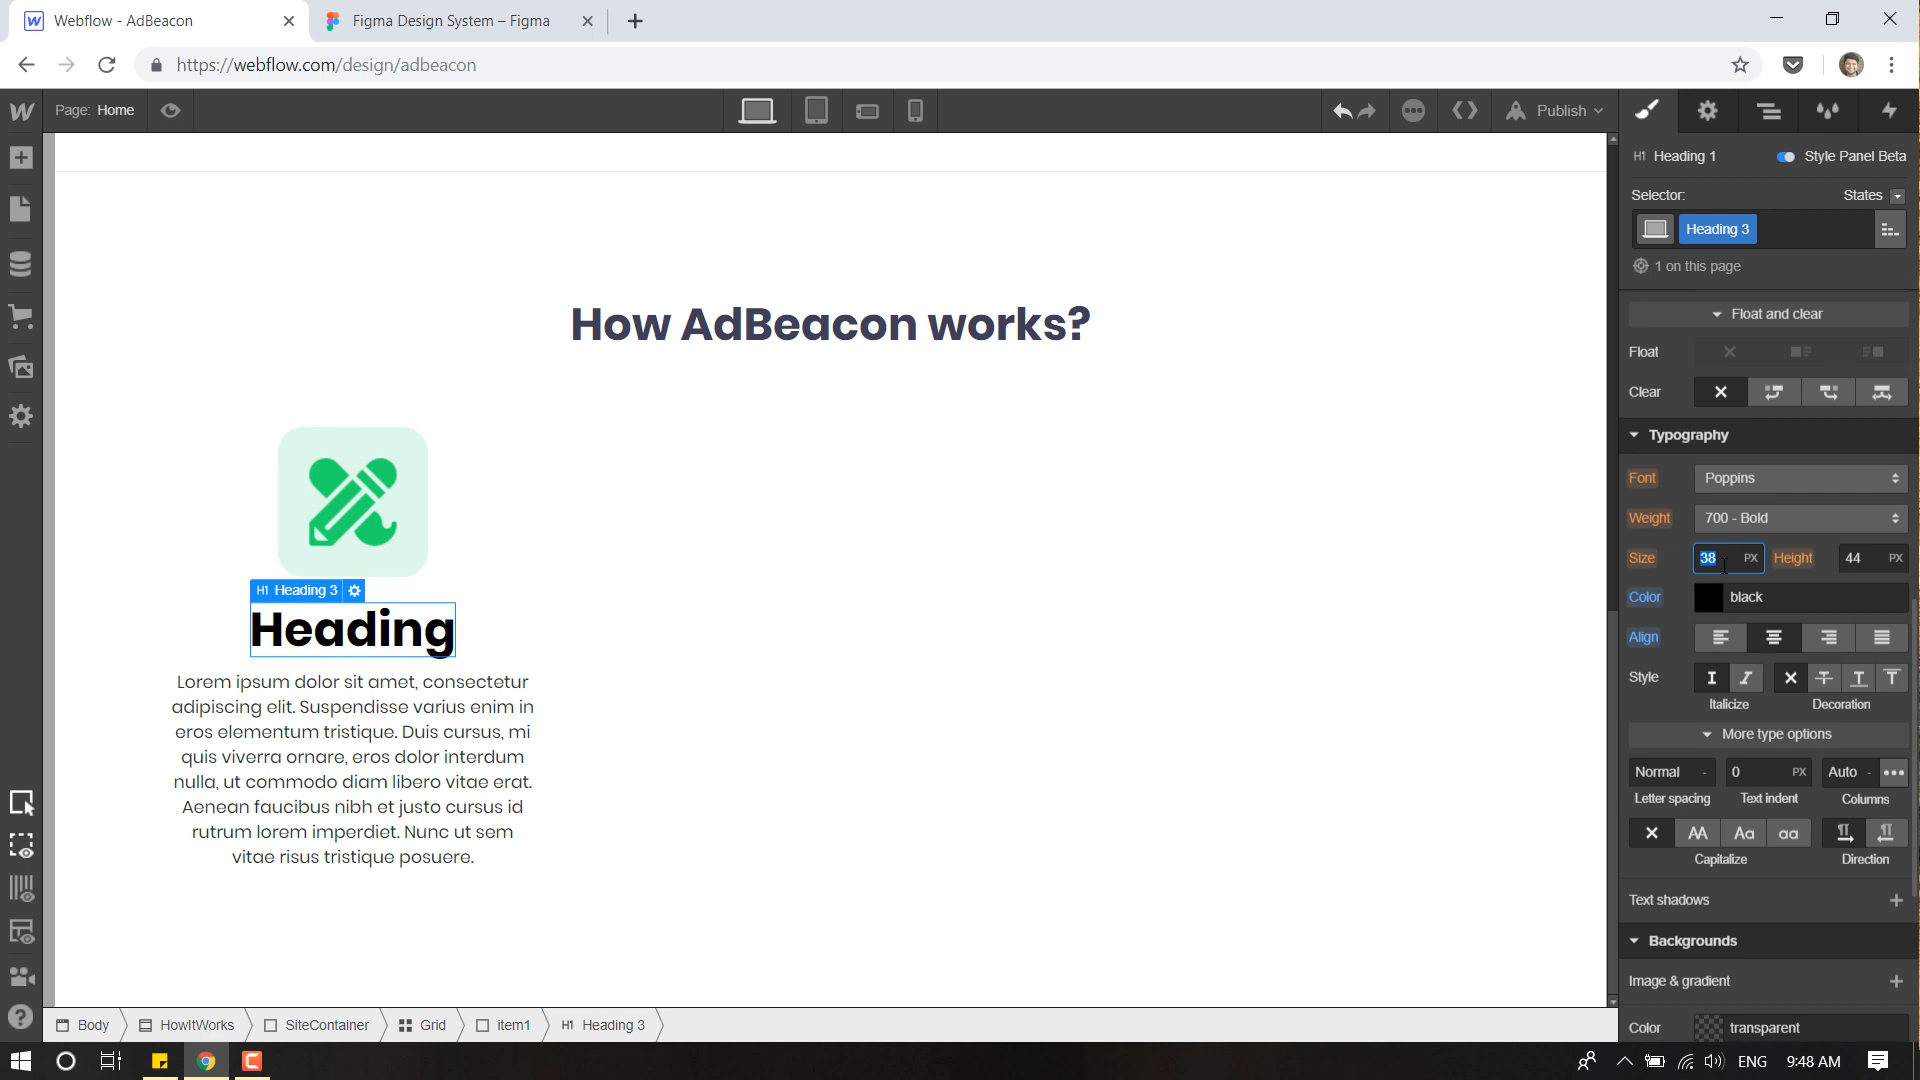 Webflow - AdBeacon
Figma Design System – Figma
https://webflow.com/design/adbeacon
Page: Home
Publish
H1 Heading 1
Style Panel Beta
Selector:
States
Heading 3
1 on this page
Float and clear
Float
Clear
Typography
Font
Poppins
Weight
700 - Bold
Size
38
PX
Height
44
PX
Color
black
Align
Style
Italicize
Decoration
More type options
Normal -
0 PX
Auto -
Letter spacing
Text indent
Columns
AA
Aa
aa
Capitalize
Direction
Text shadows
Backgrounds
Image & gradient
Color
transparent
How AdBeacon works?
H1 Heading 3
Heading
Lorem ipsum dolor sit amet, consectetur
adipiscing elit. Suspendisse varius enim in
eros elementum tristique. Duis cursus, mi
quis viverra ornare, eros dolor interdum
nulla, ut commodo diam libero vitae erat.
Aenean faucibus nibh et justo cursus id
rutrum lorem imperdiet. Nunc ut sem
vitae risus tristique posuere.
Body
HowItWorks
SiteContainer
Grid
item1
H1 Heading 3
ENG
9:48 AM